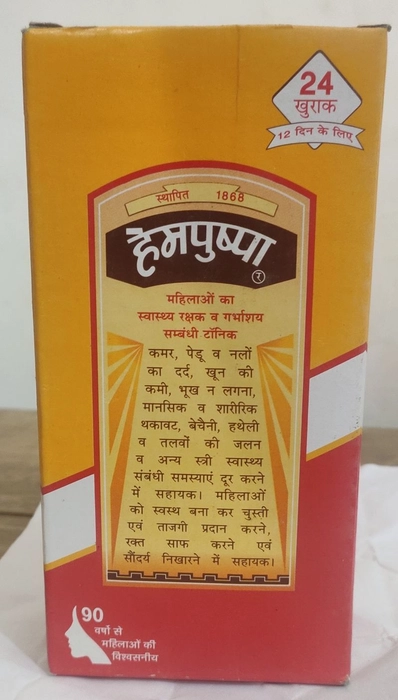 24
खुराक
12 दिन के लिए
स्थापित 1868
हेमपुष्पा
र
महिलाओं का
स्वास्थ्य रक्षक व गर्भाशय
सम्बंधी टॉनिक
कमर, पेडू व नलों
का दर्द, खून की
कमी, भूख न लगना,
मानसिक व शारीरिक
थकावट, बेचैनी, हथेली
व तलवों की जलन
व अन्य स्त्री स्वास्थ्य
संबंधी समस्याएं दूर करने
में सहायक। महिलाओं
को स्वस्थ बना कर चुस्ती
एवं ताजगी प्रदान करने,
रक्त साफ करने एवं
सौंदर्य निखारने में सहायक।
90
वर्षों से
महिलाओं की
विश्वसनीय